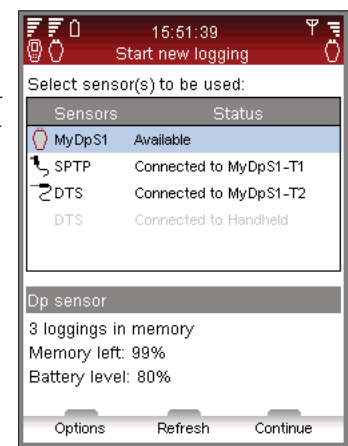 15:51:39
Start new logging
Select sensor(s) to be used:
Sensors Status
MyDpS1 Available
SPTP Connected to MyDpS1-T1
DTS Connected to MyDpS1-T2
DTS Connected to Handheld
Dp sensor
3 loggings in memory
Memory left: 99%
Battery level: 80%
Options Refresh Continue